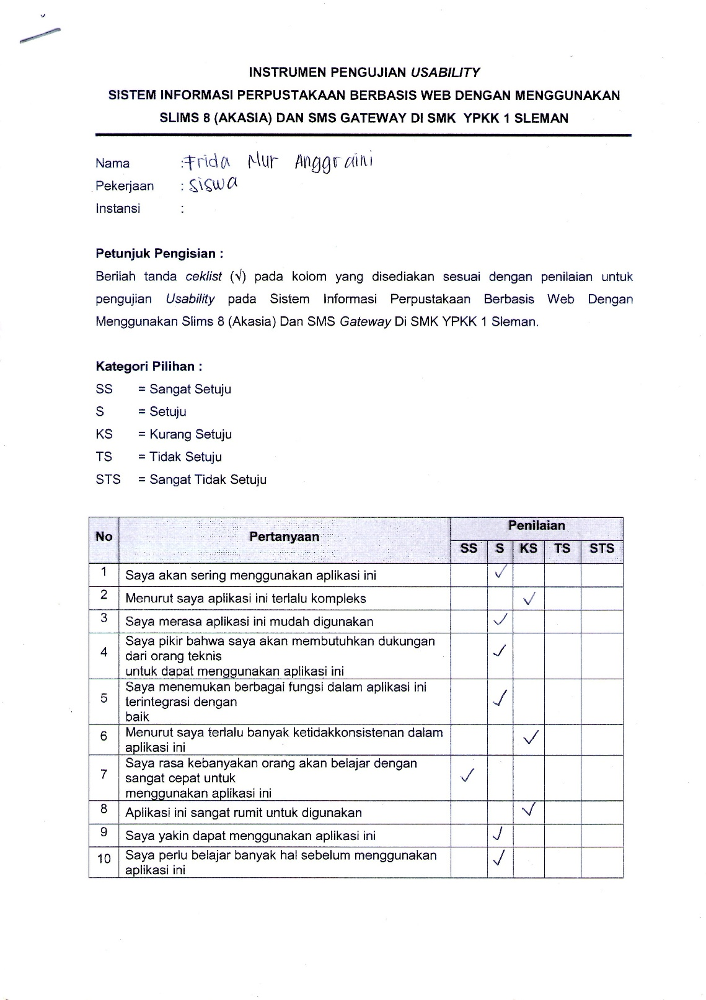 INSTRUMEN PENGUJIAN USABILITY
SISTEM INFORMASI PERPUSTAKAAN BERBASIS WEB DENGAN MENGGUNAKAN
SLIMS 8 (AKASIA) DAN SMS GATEWAY DI SMK YPKK 1 SLEMAN
Nama : Frida Nur Anggraini
Pekerjaan : Siswa
Instansi :
Petunjuk Pengisian :
Berilah tanda ceklist (√) pada kolom yang disediakan sesuai dengan penilaian untuk
pengujian Usability pada Sistem Informasi Perpustakaan Berbasis Web Dengan
Menggunakan Slims 8 (Akasia) Dan SMS Gateway Di SMK YPKK 1 Sleman.
Kategori Pilihan :
SS = Sangat Setuju
S = Setuju
KS = Kurang Setuju
TS = Tidak Setuju
STS = Sangat Tidak Setuju
No Pertanyaan Penilaian
SS S KS TS STS
1 Saya akan sering menggunakan aplikasi ini ✓
2 Menurut saya aplikasi ini terlalu kompleks ✓
3 Saya merasa aplikasi ini mudah digunakan ✓
Saya pikir bahwa saya akan membutuhkan dukungan
4 dari orang teknis ✓
untuk dapat menggunakan aplikasi ini
Saya menemukan berbagai fungsi dalam aplikasi ini
5 terintegrasi dengan ✓
baik
6 Menurut saya terlalu banyak ketidakkonsistenan dalam ✓
aplikasi ini
Saya rasa kebanyakan orang akan belajar dengan
7 sangat cepat untuk ✓
menggunakan aplikasi ini
8 Aplikasi ini sangat rumit untuk digunakan ✓
9 Saya yakin dapat menggunakan aplikasi ini ✓
10 Saya perlu belajar banyak hal sebelum menggunakan ✓
aplikasi ini